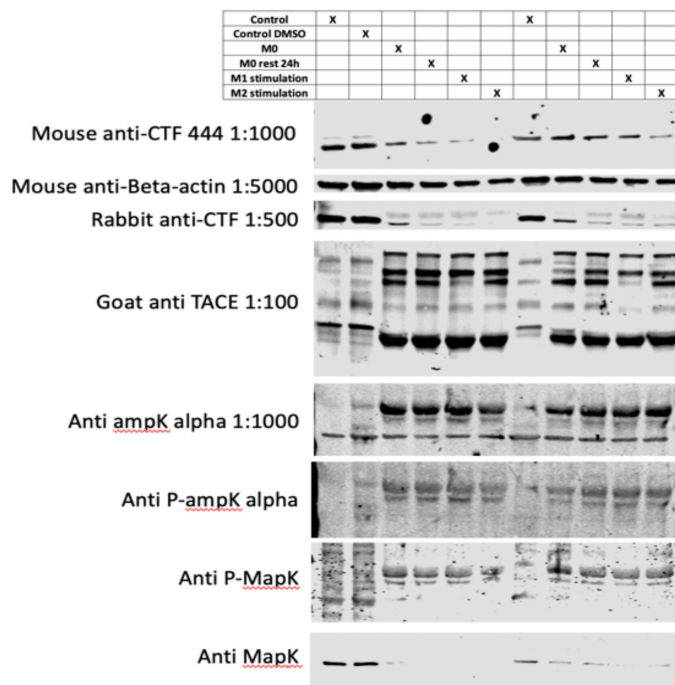 Control X X
Control DMSO X
M0 X X
M0 rest 24h X X
M1 stimulation X X
M2 stimulation X X
Mouse anti-CTF 444 1:1000
Mouse anti-Beta-actin 1:5000
Rabbit anti-CTF 1:500
Goat anti TACE 1:100
Anti ampK alpha 1:1000
Anti P-ampK alpha
Anti P-MapK
Anti MapK